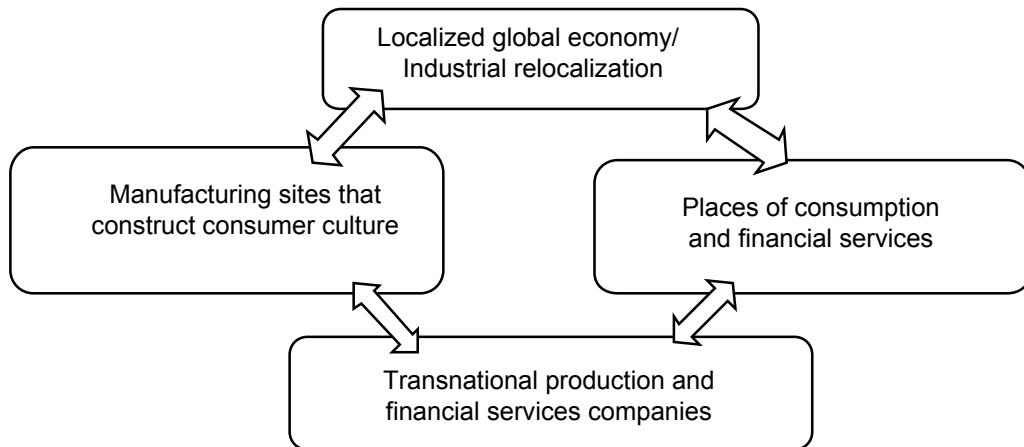 Localized global economy/
Industrial relocalization
Manufacturing sites that
construct consumer culture
Places of consumption
and financial services
Transnational production and
financial services companies